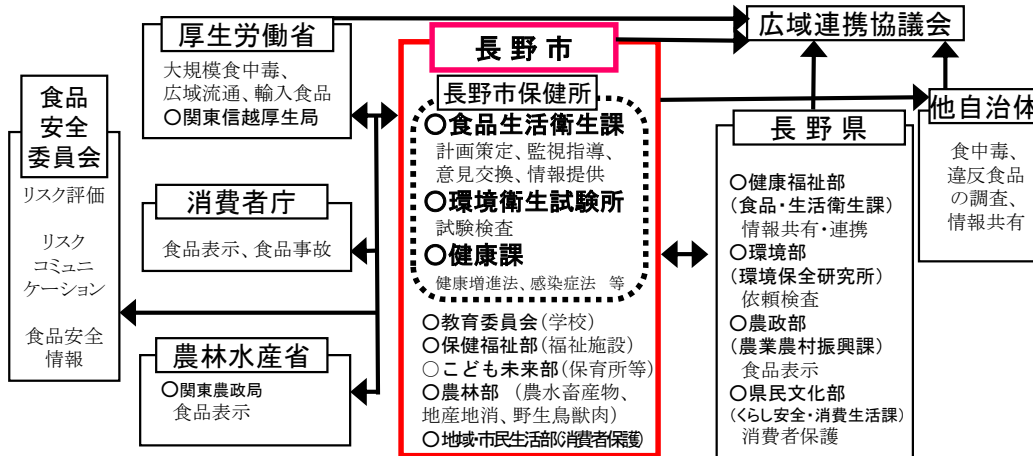 食品
安全
委員会
リスク評価
リスク
コミュニ
ケーション
食品安全
情報
厚生労働省
大規模食中毒、
広域流通、輸入食品
○関東信越厚生局
消費者庁
食品表示、食品事故
農林水産省
○関東農政局
食品表示
長野市
長野市保健所
○食品生活衛生課
計画策定、監視指導、
意見交換、情報提供
○環境衛生試験所
試験検査
○健康課
健康増進法、感染症法　等
○教育委員会(学校)
○保健福祉部(福祉施設)
○こども未来部(保育所等)
○農林部　(農水畜産物、
地産地消、野生鳥獣肉)
○地域・市民生活部(消費者保護)
広域連携協議会
長野県
○健康福祉部
(食品・生活衛生課)
情報共有・連携
○環境部
(環境保全研究所)
依頼検査
○農政部
(農業農村振興課)
食品表示
○県民文化部
(くらし安全・消費生活課)
消費者保護
他自治体
食中毒、
違反食品
の調査、
情報共有